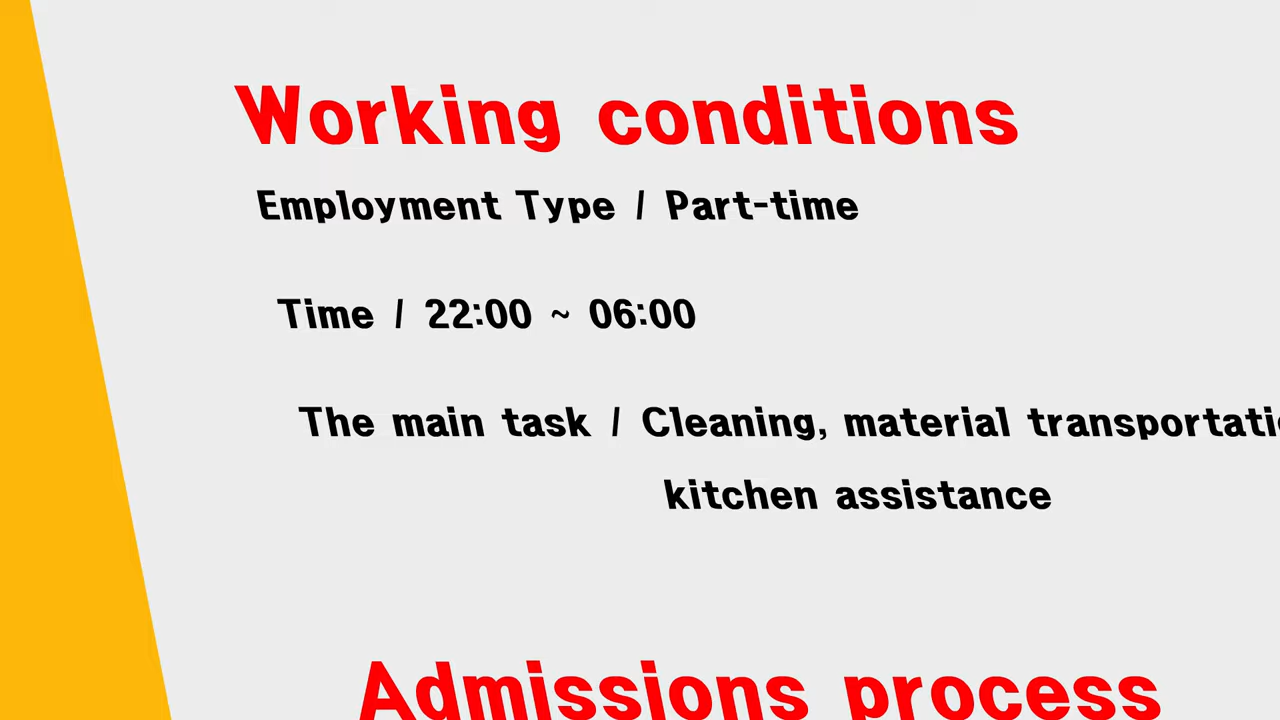 Working conditions
Employment Type / Part-time
Time / 22:00 ~ 06:00
The main task / Cleaning, material
kitchen assistance
Admissions process